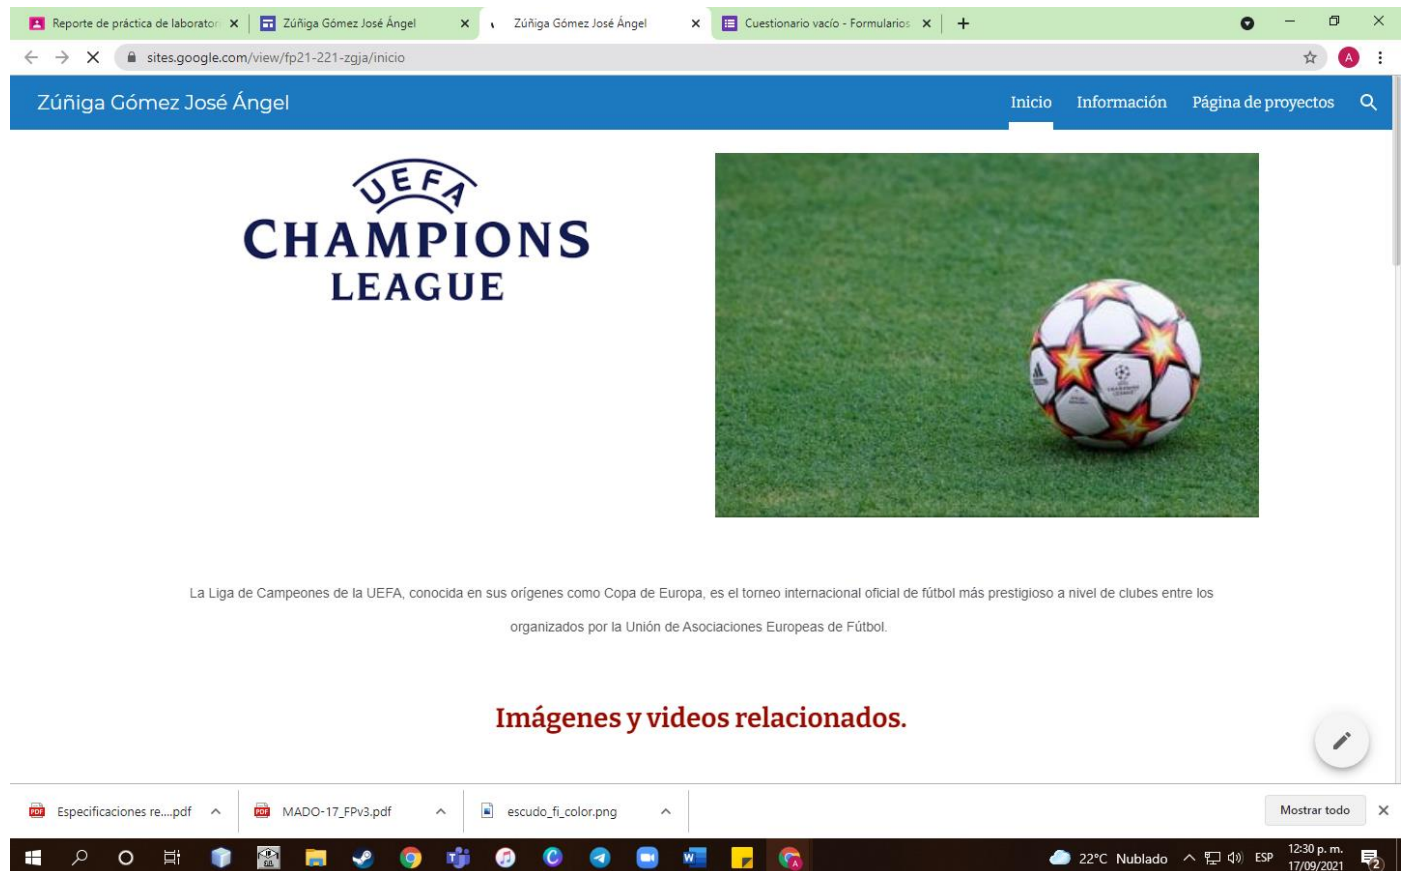 Reporte de práctica de laborator
Zúñiga Gómez José Ángel
Zúñiga Gómez José Ángel
Cuestionario vacío - Formularios
sites.google.com/view/fp21-221-zgja/inicio
A
Zúñiga Gómez José Ángel
Inicio
Información
Página de proyectos
UEFA
CHAMPIONS
LEAGUE
La Liga de Campeones de la UEFA, conocida en sus orígenes como Copa de Europa, es el torneo internacional oficial de fútbol más prestigioso a nivel de clubes entre los
organizados por la Unión de Asociaciones Europeas de Fútbol.
Imágenes y videos relacionados.
Especificaciones re....pdf
MADO-17_FPv3.pdf
escudo_fi_color.png
Mostrar todo
22°C Nublado
ESP
12:30 p. m.
17/09/2021
2